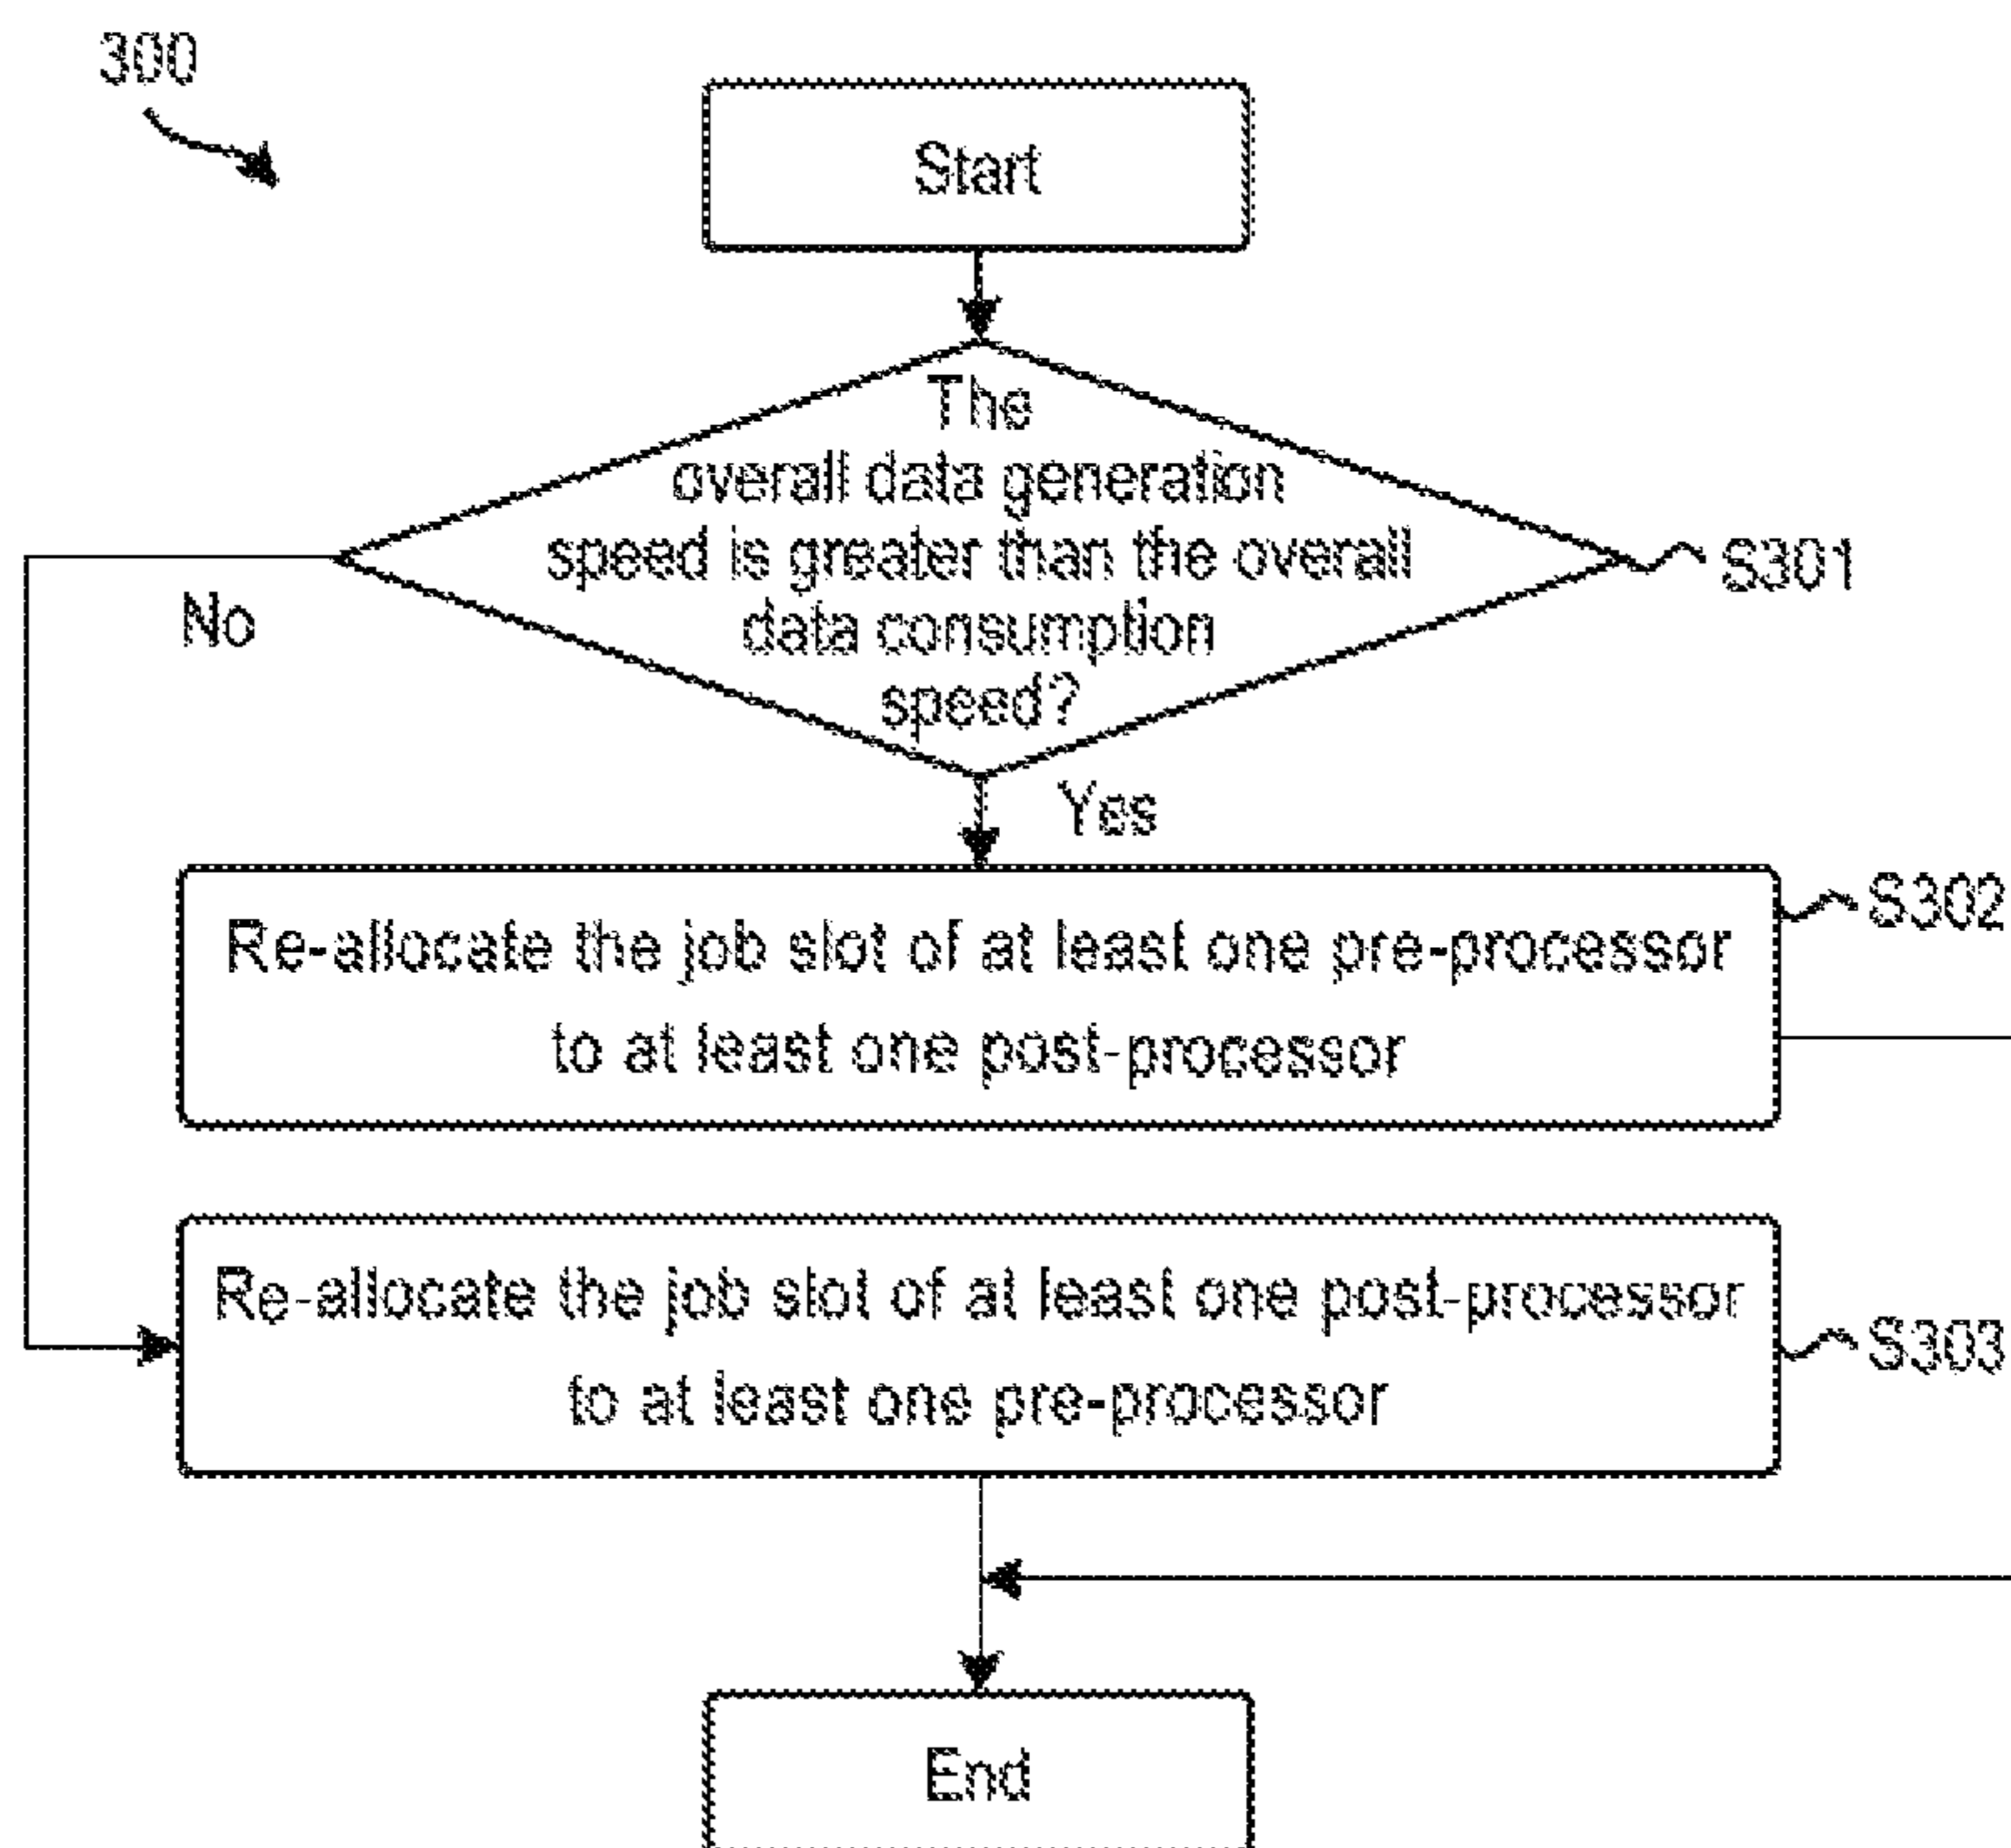 300
Start
The
overall data generation
speed is greater than the overall
data consumption
speed?
S301
No
Yes
Re-allocate the job slot of at least one pre-processor
to at least one post-processor
S302
Re-allocate the job slot of at least one post-processor
to at least one pre-processor
S303
End